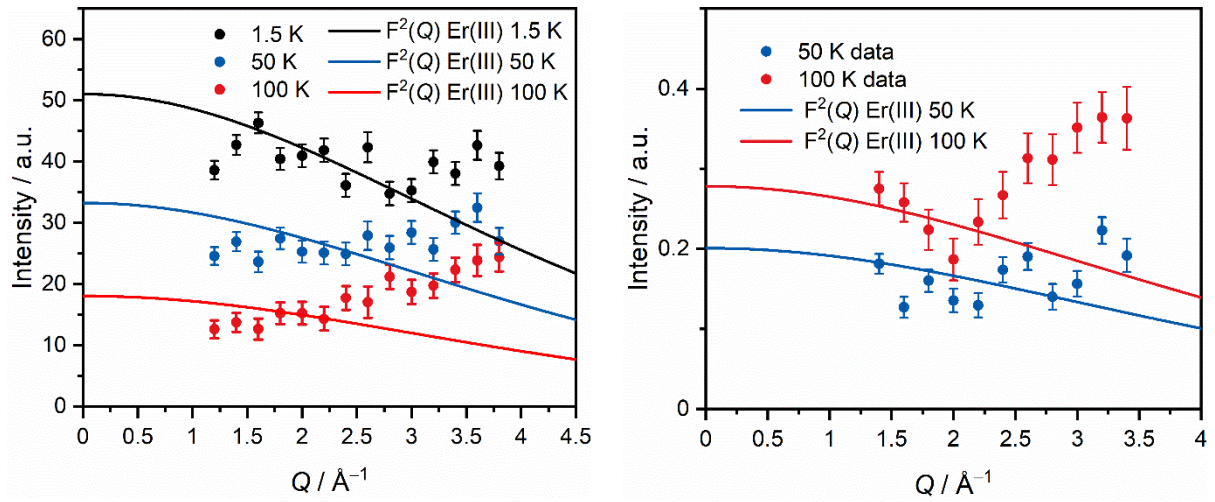 1.5 K F²(Q) Er(III) 1.5 K
50 K F²(Q) Er(III) 50 K
100 K F²(Q) Er(III) 100 K
60
50
40
30
20
10
0
Intensity / a.u.
0 0.5 1 1.5 2 2.5 3 3.5 4 4.5
Q / Å⁻¹
50 K data
100 K data
F²(Q) Er(III) 50 K
F²(Q) Er(III) 100 K
0.4
0.2
0
Intensity / a.u.
0 0.5 1 1.5 2 2.5 3 3.5 4
Q / Å⁻¹